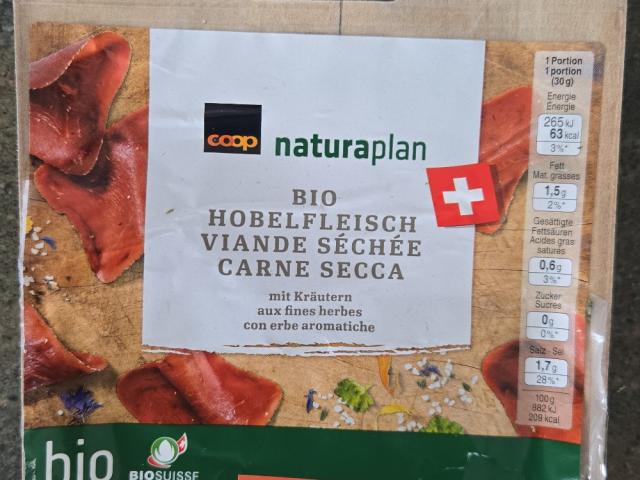 coop naturaplan
BIO
HOBELFLEISCH
VIANDE SÉCHÉE
CARNE SECCA
mit Kräutern
aux fines herbes
con erbe aromatiche
1 Portion
1 portion
(30g)
Energie
Énergie
265 kJ
63 kcal
3%*
Fett
Mat. grasses
1,5g
2%*
Gesättigte
Fettsäuren
Acides gras
saturés
0,6g
3%*
Zucker
Sucres
0g
0%*
Salz · Sel
1,7g
28%*
100g
882 kJ
209 kcal
bio
BIOSUISSE